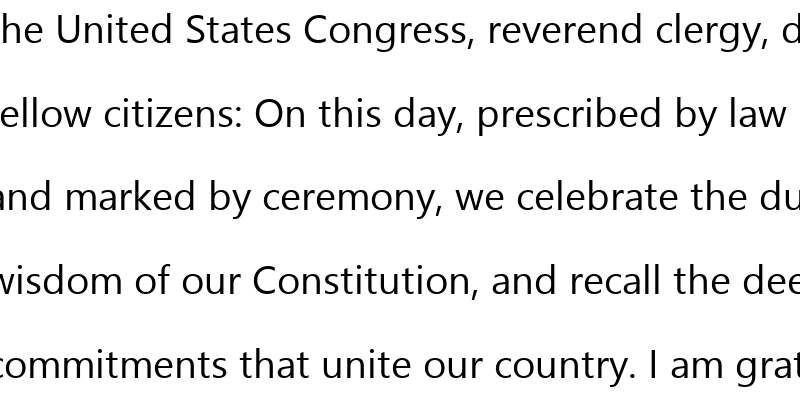 he United States Congress, reverend clergy, d
ellow citizens: On this day, prescribed by law
and marked by ceremony, we celebrate the du
wisdom of our Constitution, and recall the dee
commitments that unite our country. I am grat